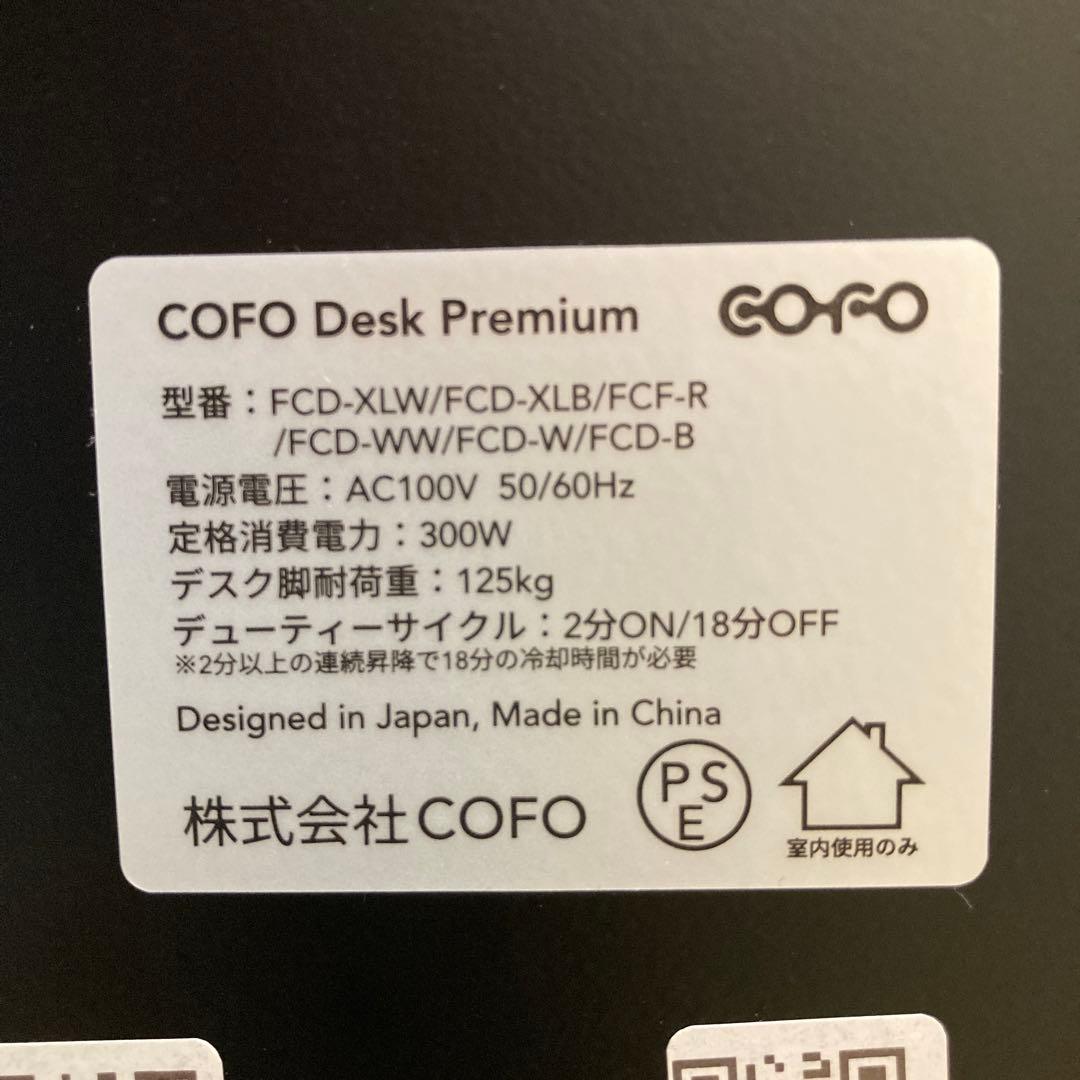 COFO Desk Premium
COFO
型番：FCD-XLW/FCD-XLB/FCF-R
/FCD-WW/FCD-W/FCD-B
電源電圧：AC100V 50/60Hz
定格消費電力：300W
デスク脚耐荷重：125kg
デューティーサイクル：2分ON/18分OFF
※2分以上の連続昇降で18分の冷却時間が必要
Designed in Japan, Made in China
株式会社COFO
PSE
室内使用のみ